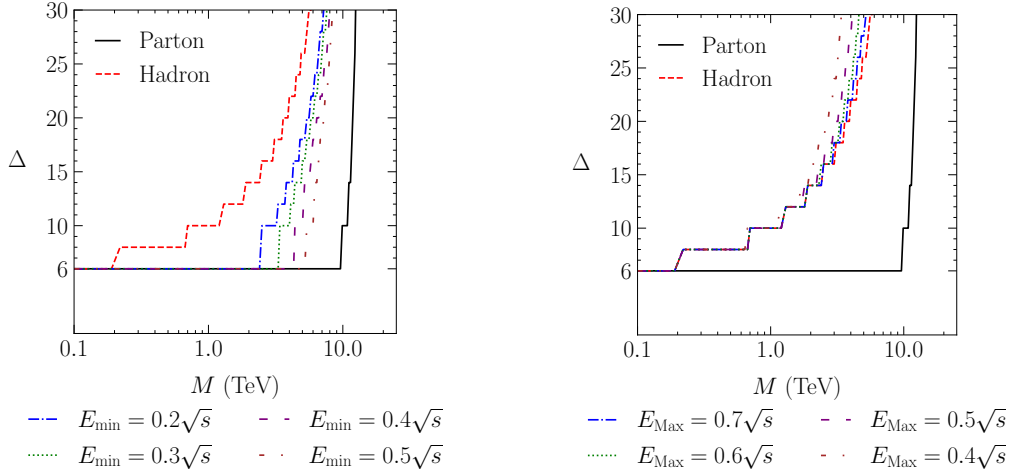 30
25
20
15
10
6
Δ
Parton
Hadron
0.1
1.0
10.0
M (TeV)
E_min = 0.2√s
E_min = 0.4√s
E_min = 0.3√s
E_min = 0.5√s
30
25
20
15
10
6
Δ
Parton
Hadron
0.1
1.0
10.0
M (TeV)
E_Max = 0.7√s
E_Max = 0.5√s
E_Max = 0.6√s
E_Max = 0.4√s